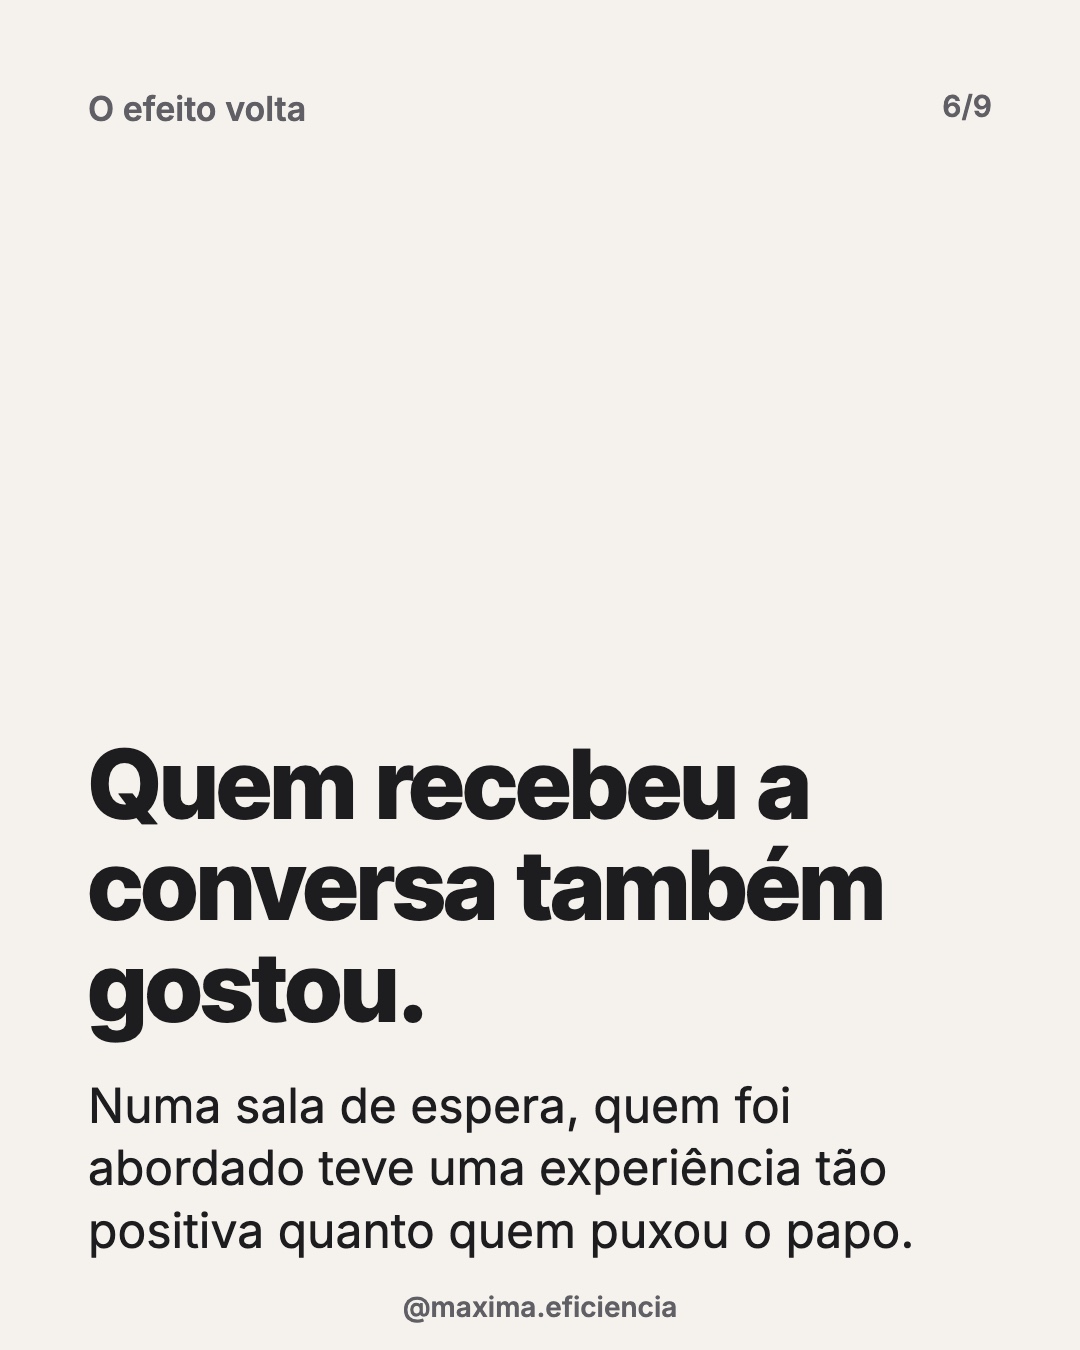 O efeito volta
6/9
Quem recebeu a
conversa também
gostou.
Numa sala de espera, quem foi
abordado teve uma experiência tão
positiva quanto quem puxou o papo.
@maxima.eficiencia